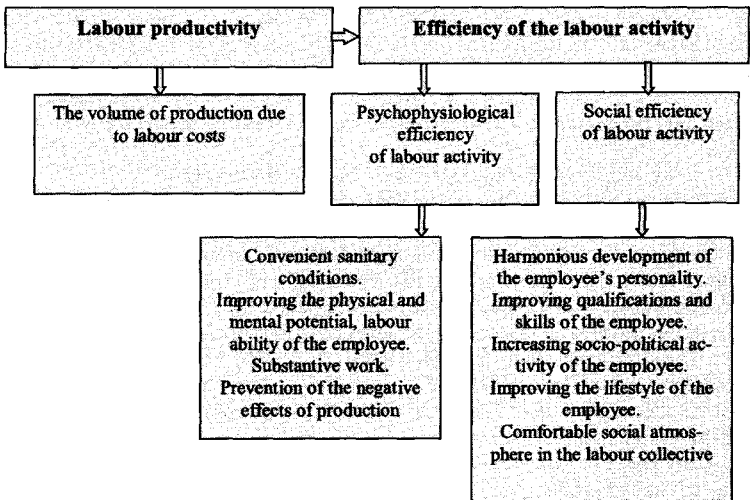 Labour productivity
Efficiency of the labour activity
The volume of production due
to labour costs
Psychophysiological
efficiency
of labour activity
Social efficiency
of labour activity
Convenient sanitary
conditions.
Improving the physical and
mental potential, labour
ability of the employee.
Substantive work.
Prevention of the negative
effects of production
Harmonious development of
the employee's personality.
Improving qualifications and
skills of the employee.
Increasing socio-political ac-
tivity of the employee.
Improving the lifestyle of the
employee.
Comfortable social atmos-
phere in the labour collective